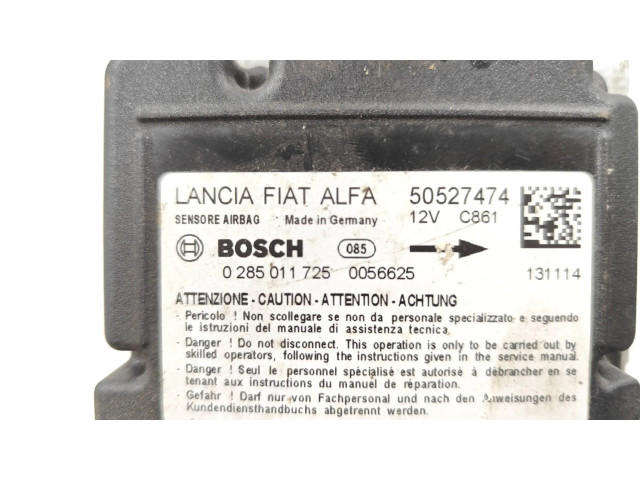 LANCIA FIAT ALFA 50527474
SENSORE AIRBAG Made in Germany 12V C861
BOSCH 085
0 285 011 725 0056625 131114
ATTENZIONE - CAUTION - ATTENTION - ACHTUNG
- Pericolo ! Non scollegare se non da personale specializzato e seguendo
le istruzioni del manuale di assistenza tecnica.
- Danger ! Do not disconnect. This operation is only to be carried out by
skilled operators, following the instructions given in the service manual.
- Danger ! Seul le personnel spécialisé est autorisé à débrancher en se
tenant aux instructions du manuel de réparation.
- Gefahr ! Darf nur von Fachpersonal und nach den Anweisungen des
Kundendiensthandbuchs abgetrennt werden.